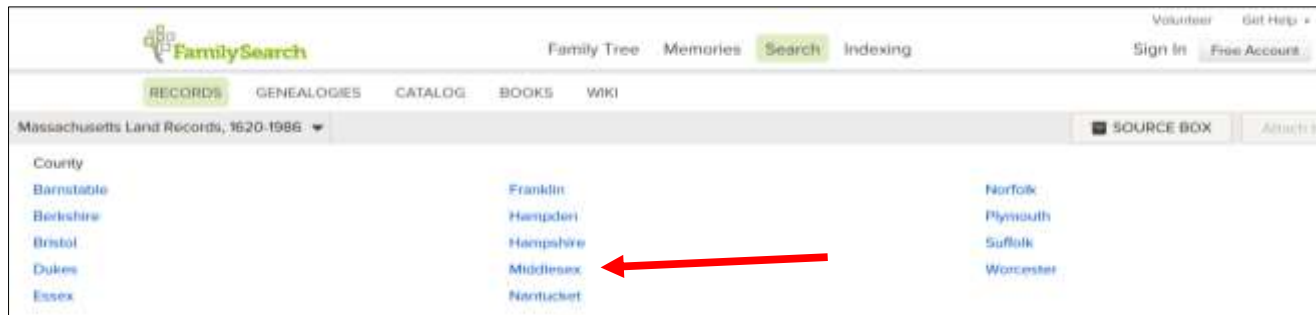 Volunteer Get Help
FamilySearch Family Tree Memories Search Indexing Sign In Free Account
RECORDS GENEALOGIES CATALOG BOOKS WIKI
Massachusetts Land Records, 1620-1986 SOURCE BOX Attach
County
Barnstable Franklin Norfolk
Berkshire Hampden Plymouth
Bristol Hampshire Suffolk
Dukes Middlesex Worcester
Essex Nantucket